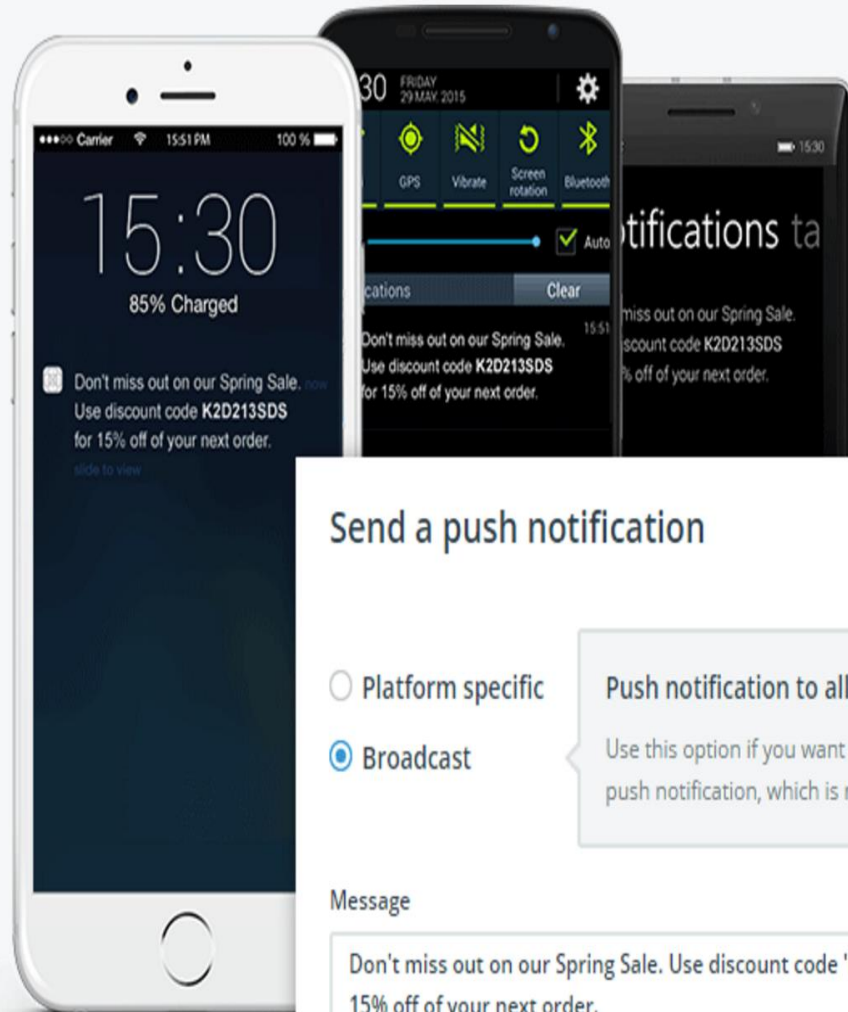 Carrier 15:51 PM 100 %
15:30
85% Charged
Don't miss out on our Spring Sale. now
Use discount code K2D213SDS
for 15% off of your next order.
slide to view
30 FRIDAY
29 MAY, 2015
GPS Vibrate Screen rotation Bluetooth
Auto
cations Clear
Don't miss out on our Spring Sale. 15:51
Use discount code K2D213SDS
for 15% off of your next order.
15:30
tifications ta
miss out on our Spring Sale.
scount code K2D213SDS
% off of your next order.
Send a push notification
Platform specific
Broadcast
Push notification to all
Use this option if you want
push notification, which is
Message
Don't miss out on our Spring Sale. Use discount code "
15% off of your next order.